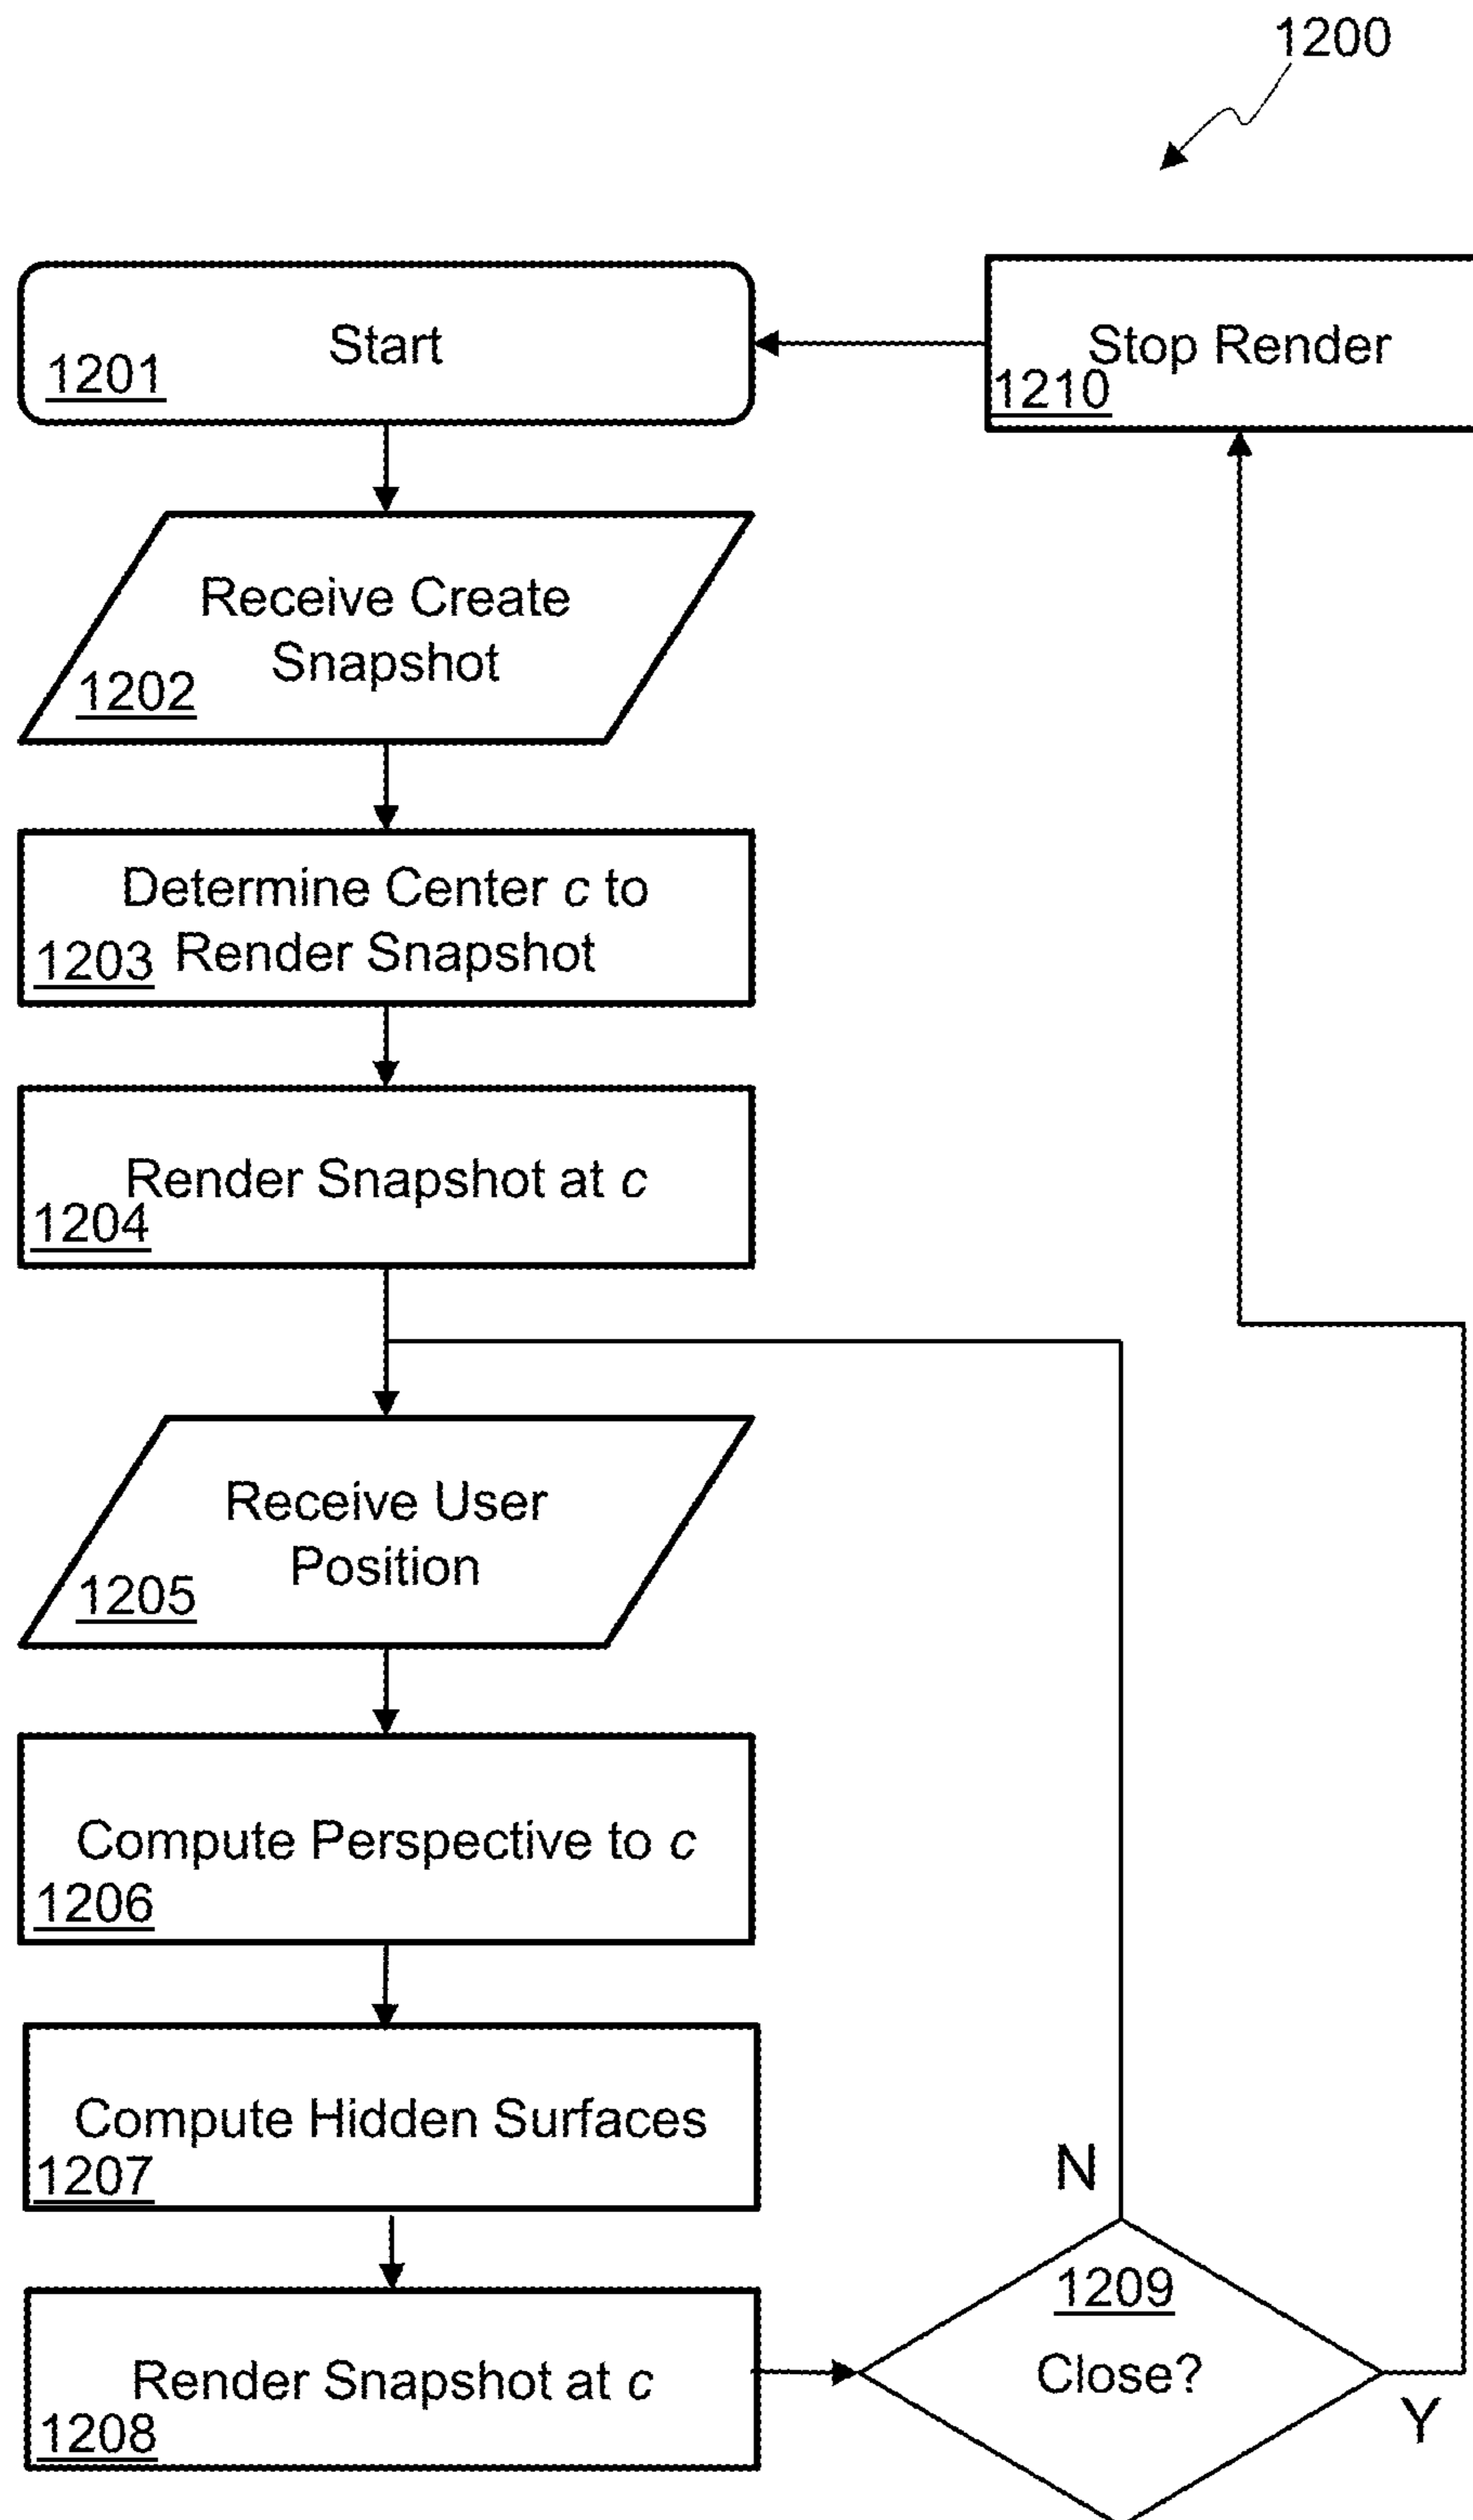 1200
Start
1201
Stop Render
1210
Receive Create
Snapshot
1202
Determine Center c to
Render Snapshot
1203
Render Snapshot at c
1204
Receive User
Position
1205
Compute Perspective to c
1206
Compute Hidden Surfaces
1207
Render Snapshot at c
1208
N
1209
Close?
Y